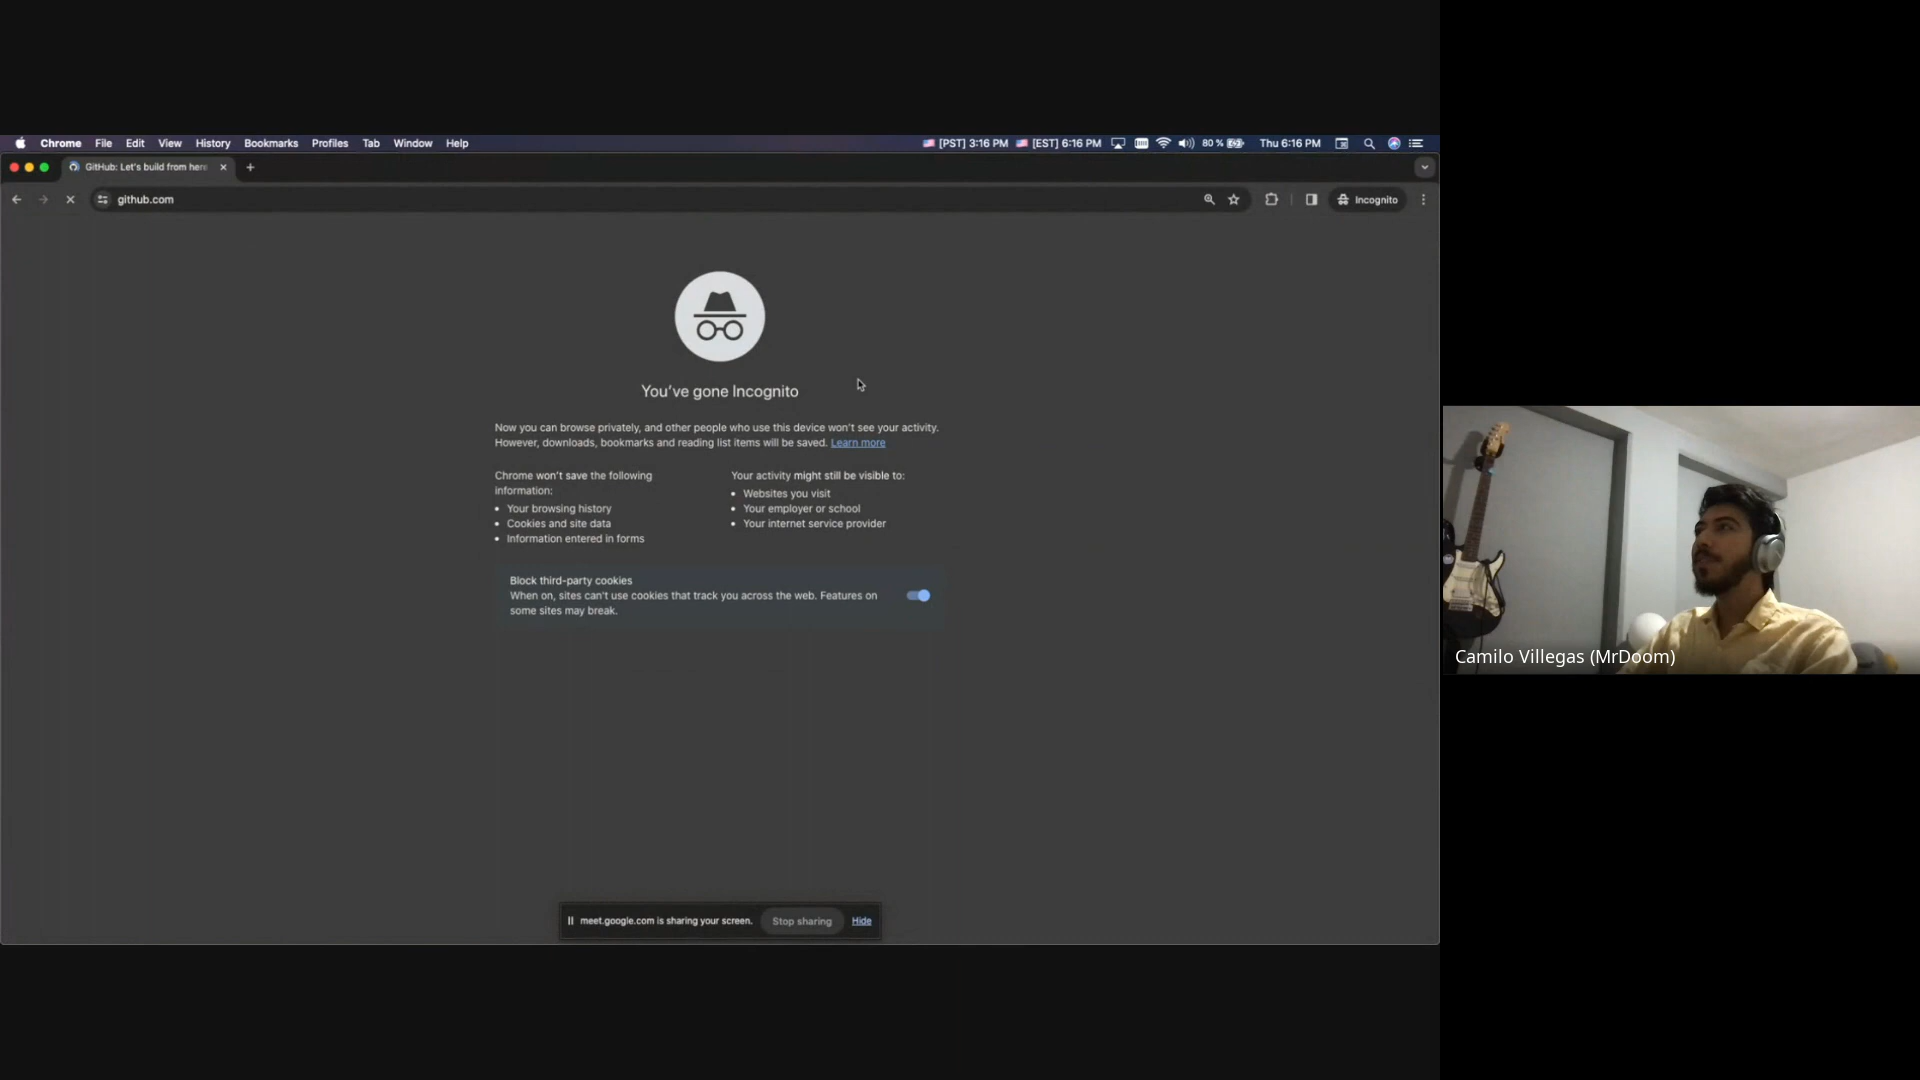 Chrome File Edit View History Bookmarks Profiles Tab Window Help [PST] 3:16 PM [EST] 6:16 PM 80 % Thu 6:16 PM
GitHub: Let's build from here
github.com Incognito
You've gone Incognito
Now you can browse privately, and other people who use this device won't see your activity.
However, downloads, bookmarks and reading list items will be saved. Learn more
Chrome won't save the following
information:
Your browsing history
Cookies and site data
Information entered in forms
Your activity might still be visible to:
Websites you visit
Your employer or school
Your internet service provider
Block third-party cookies
When on, sites can't use cookies that track you across the web. Features on
some sites may break.
Camilo Villegas (MrDoom)
meet.google.com is sharing your screen. Stop sharing Hide